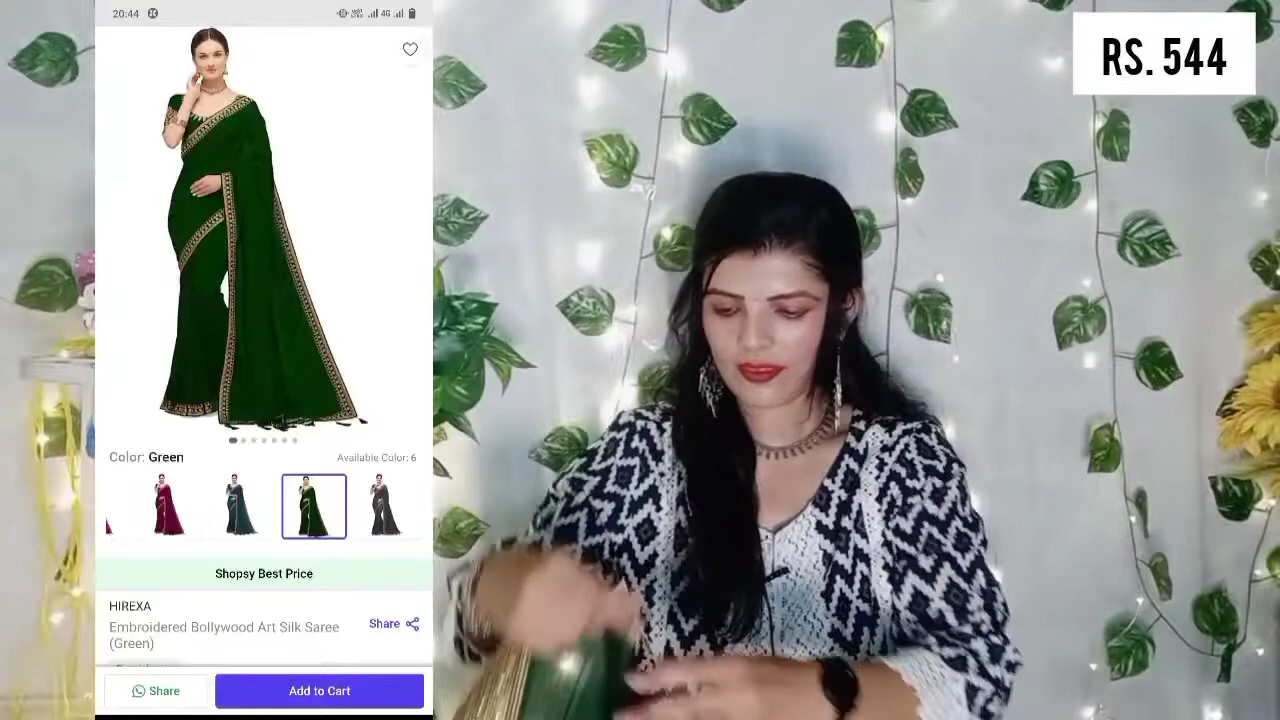 20:44
4G
RS. 544
Color: Green
Available Color: 6
Shopsy Best Price
HIREXA
Share
Embroidered Bollywood Art Silk Saree
(Green)
Share
Add to Cart